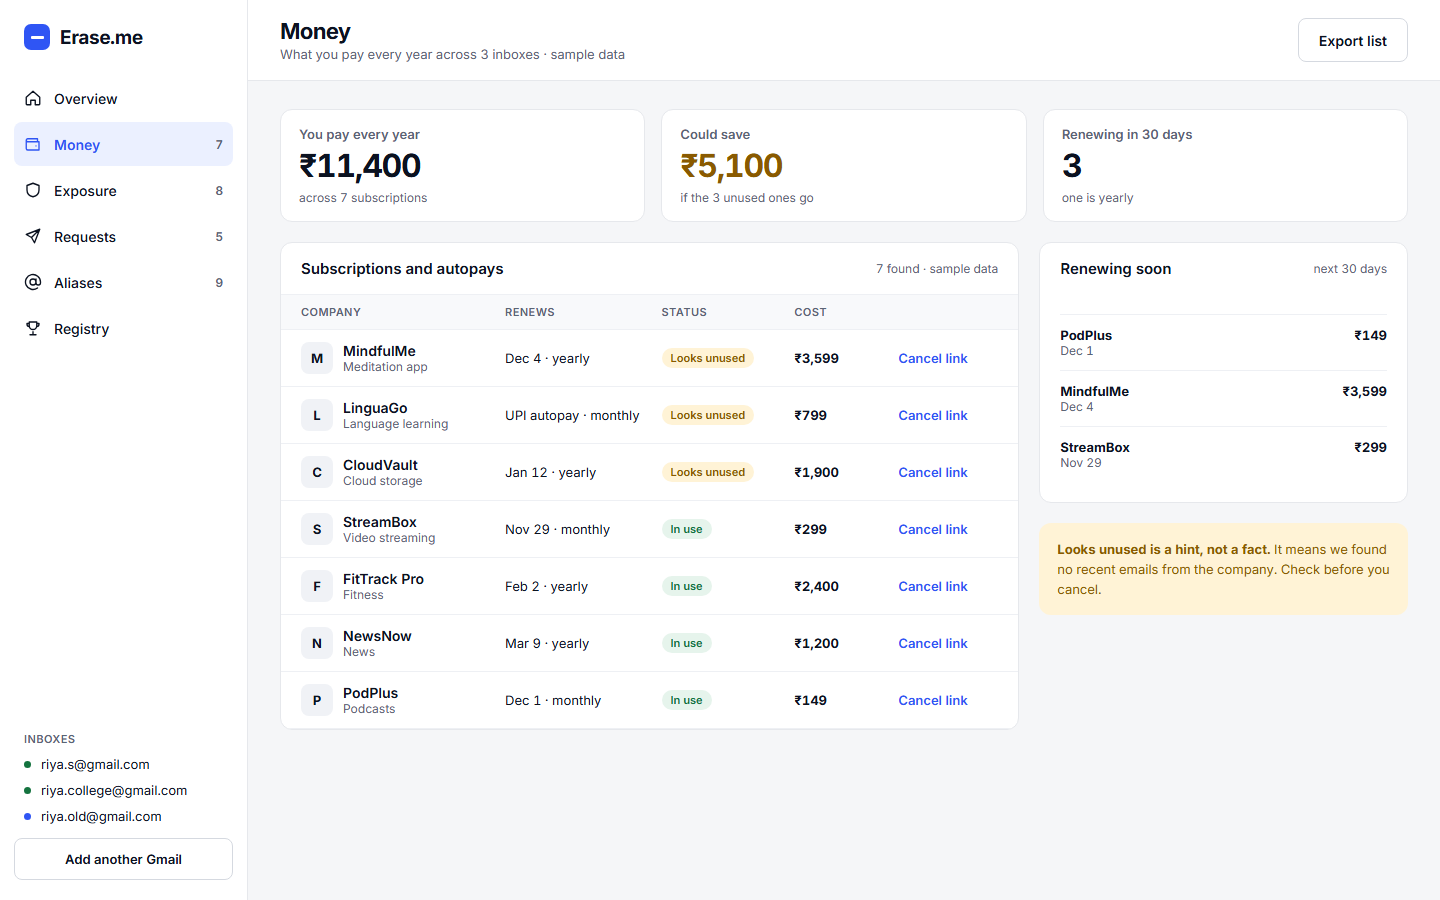 Erase.me
Overview
Money 7
Exposure 8
Requests 5
Aliases 9
Registry
INBOXES
riya.s@gmail.com
riya.college@gmail.com
riya.old@gmail.com
Add another Gmail
Money
What you pay every year across 3 inboxes · sample data
Export list
You pay every year
₹11,400
across 7 subscriptions
Could save
₹5,100
if the 3 unused ones go
Renewing in 30 days
3
one is yearly
Subscriptions and autopays 7 found · sample data
COMPANY RENEWS STATUS COST
M MindfulMe Dec 4 · yearly Looks unused ₹3,599 Cancel link
Meditation app
L LinguaGo UPI autopay · monthly Looks unused ₹799 Cancel link
Language learning
C CloudVault Jan 12 · yearly Looks unused ₹1,900 Cancel link
Cloud storage
S StreamBox Nov 29 · monthly In use ₹299 Cancel link
Video streaming
F FitTrack Pro Feb 2 · yearly In use ₹2,400 Cancel link
Fitness
N NewsNow Mar 9 · yearly In use ₹1,200 Cancel link
News
P PodPlus Dec 1 · monthly In use ₹149 Cancel link
Podcasts
Renewing soon next 30 days
PodPlus ₹149
Dec 1
MindfulMe ₹3,599
Dec 4
StreamBox ₹299
Nov 29
Looks unused is a hint, not a fact. It means we found
no recent emails from the company. Check before you
cancel.